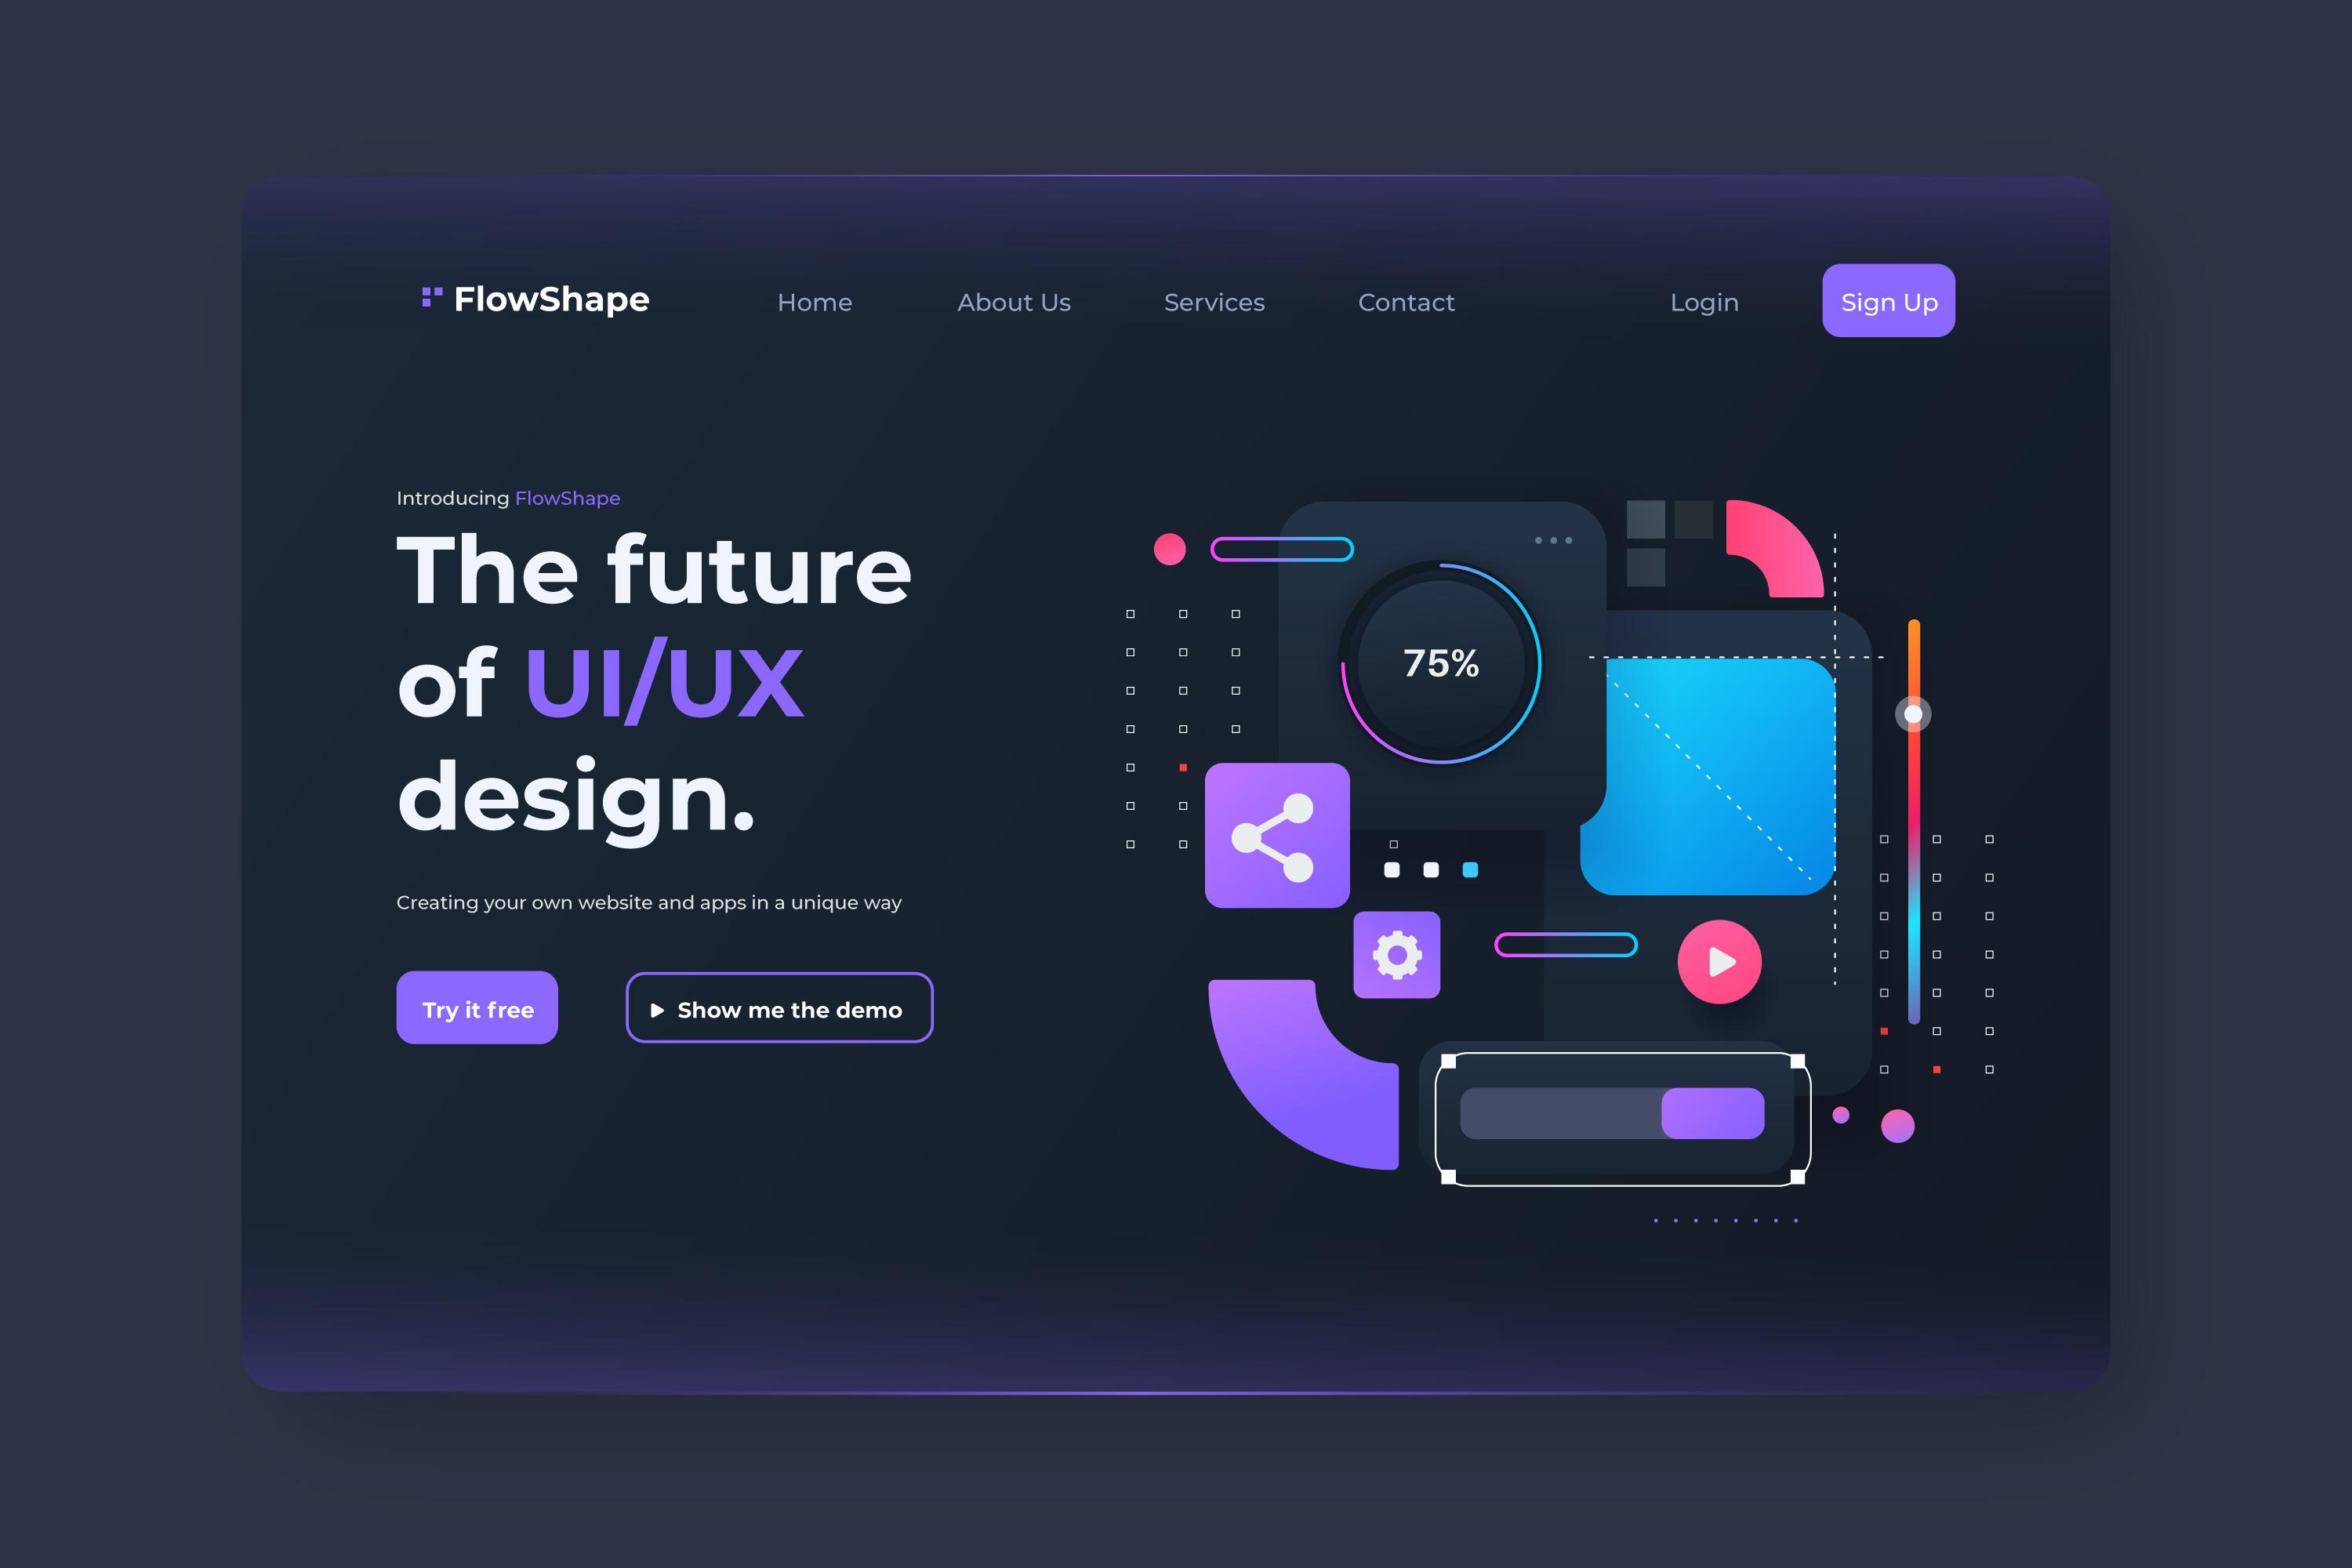 FlowShape
Home
About Us
Services
Contact
Login
Sign Up
Introducing FlowShape
The future
of UI/UX
design.
Creating your own website and apps in a unique way
Try it free
Show me the demo
75%